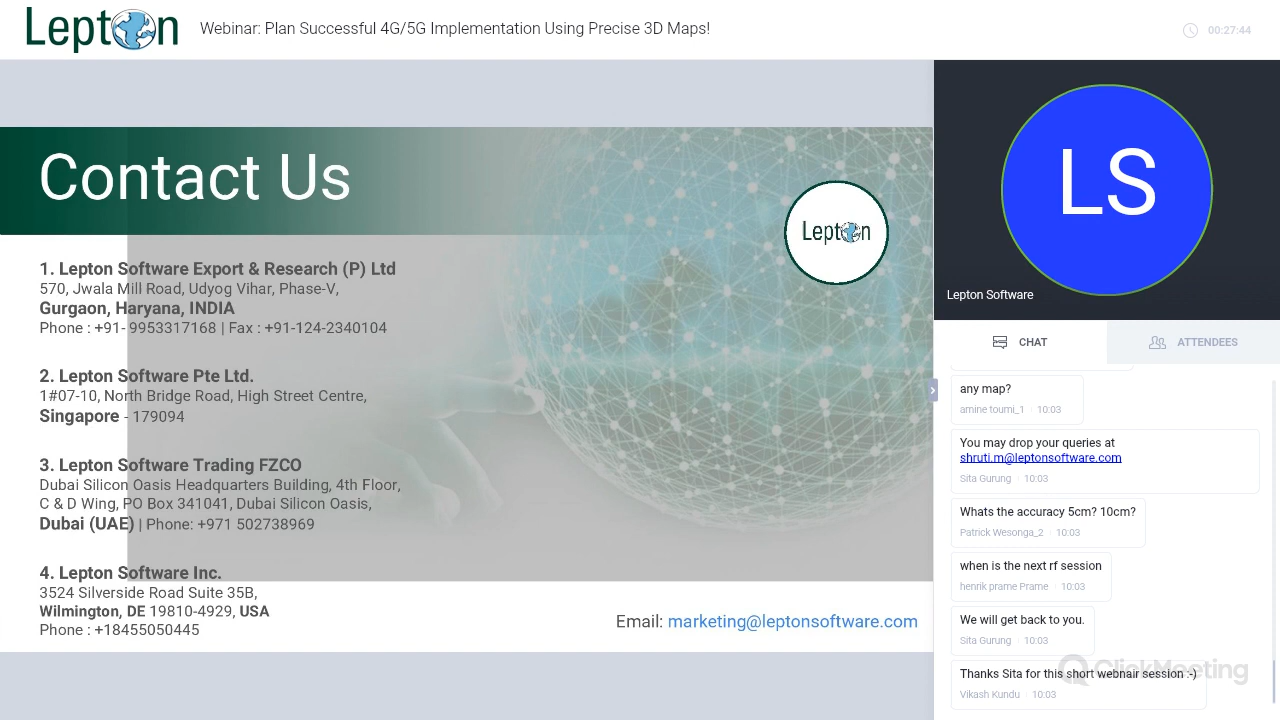 Lepton
Webinar: Plan Successful 4G/5G Implementation Using Precise 3D Maps!
00:27:44
Contact Us
Lepton
1. Lepton Software Export & Research (P) Ltd
570, Jwala Mill Road, Udyog Vihar, Phase-V,
Gurgaon, Haryana, INDIA
Phone : +91- 9953317168 | Fax : +91-124-2340104
2. Lepton Software Pte Ltd.
1#07-10, North Bridge Road, High Street Centre,
Singapore - 179094
3. Lepton Software Trading FZCO
Dubai Silicon Oasis Headquarters Building, 4th Floor,
C & D Wing, PO Box 341041, Dubai Silicon Oasis,
Dubai (UAE) | Phone: +971 502738969
4. Lepton Software Inc.
3524 Silverside Road Suite 35B,
Wilmington, DE 19810-4929, USA
Phone : +18455050445
Email: marketing@leptonsoftware.com
LS
Lepton Software
CHAT
ATTENDEES
any map?
amine toumi_1 · 10:03
You may drop your queries at
shruti.m@leptonsoftware.com
Sita Gurung · 10:03
Whats the accuracy 5cm? 10cm?
Patrick Wesonga_2 · 10:03
when is the next rf session
henrik prame Prame · 10:03
We will get back to you.
Sita Gurung · 10:03
Thanks Sita for this short webnair session :-)
Vikash Kundu · 10:03
ClickMeeting